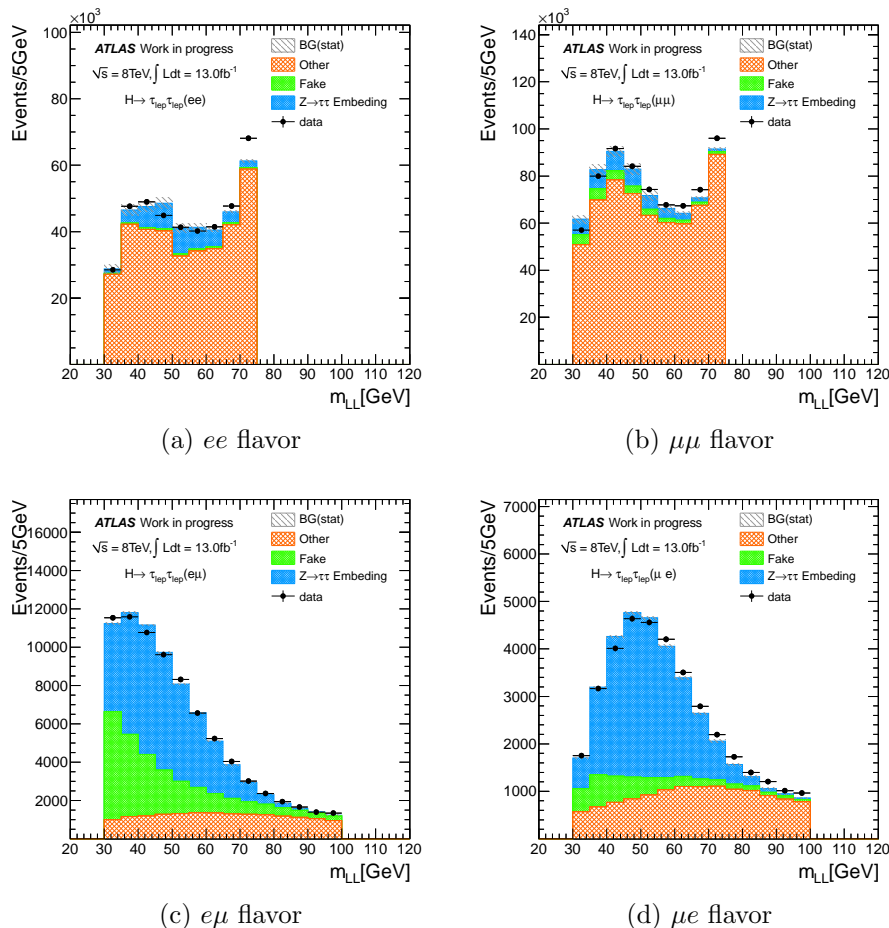 ×10³
100
80
60
40
20
Events/5GeV
ATLAS Work in progress
√s = 8TeV, ∫ Ldt = 13.0fb⁻¹
H→ τlepτlep(ee)
BG(stat)
Other
Fake
Z→ττ Embeding
data
20 30 40 50 60 70 80 90 100 120
mLL[GeV]
(a) ee flavor
×10³
140
120
100
80
60
40
20
Events/5GeV
ATLAS Work in progress
√s = 8TeV, ∫ Ldt = 13.0fb⁻¹
H→ τlepτlep(μμ)
BG(stat)
Other
Fake
Z→ττ Embeding
data
20 30 40 50 60 70 80 90 100 120
mLL[GeV]
(b) μμ flavor
16000
14000
12000
10000
8000
6000
4000
2000
Events/5GeV
ATLAS Work in progress
√s = 8TeV, ∫ Ldt = 13.0fb⁻¹
H→ τlepτlep(eμ)
BG(stat)
Other
Fake
Z→ττ Embeding
data
20 30 40 50 60 70 80 90 100 120
mLL[GeV]
(c) eμ flavor
7000
6000
5000
4000
3000
2000
1000
Events/5GeV
ATLAS Work in progress
√s = 8TeV, ∫ Ldt = 13.0fb⁻¹
H→ τlepτlep(μ e)
BG(stat)
Other
Fake
Z→ττ Embeding
data
20 30 40 50 60 70 80 90 100 120
mLL[GeV]
(d) μe flavor